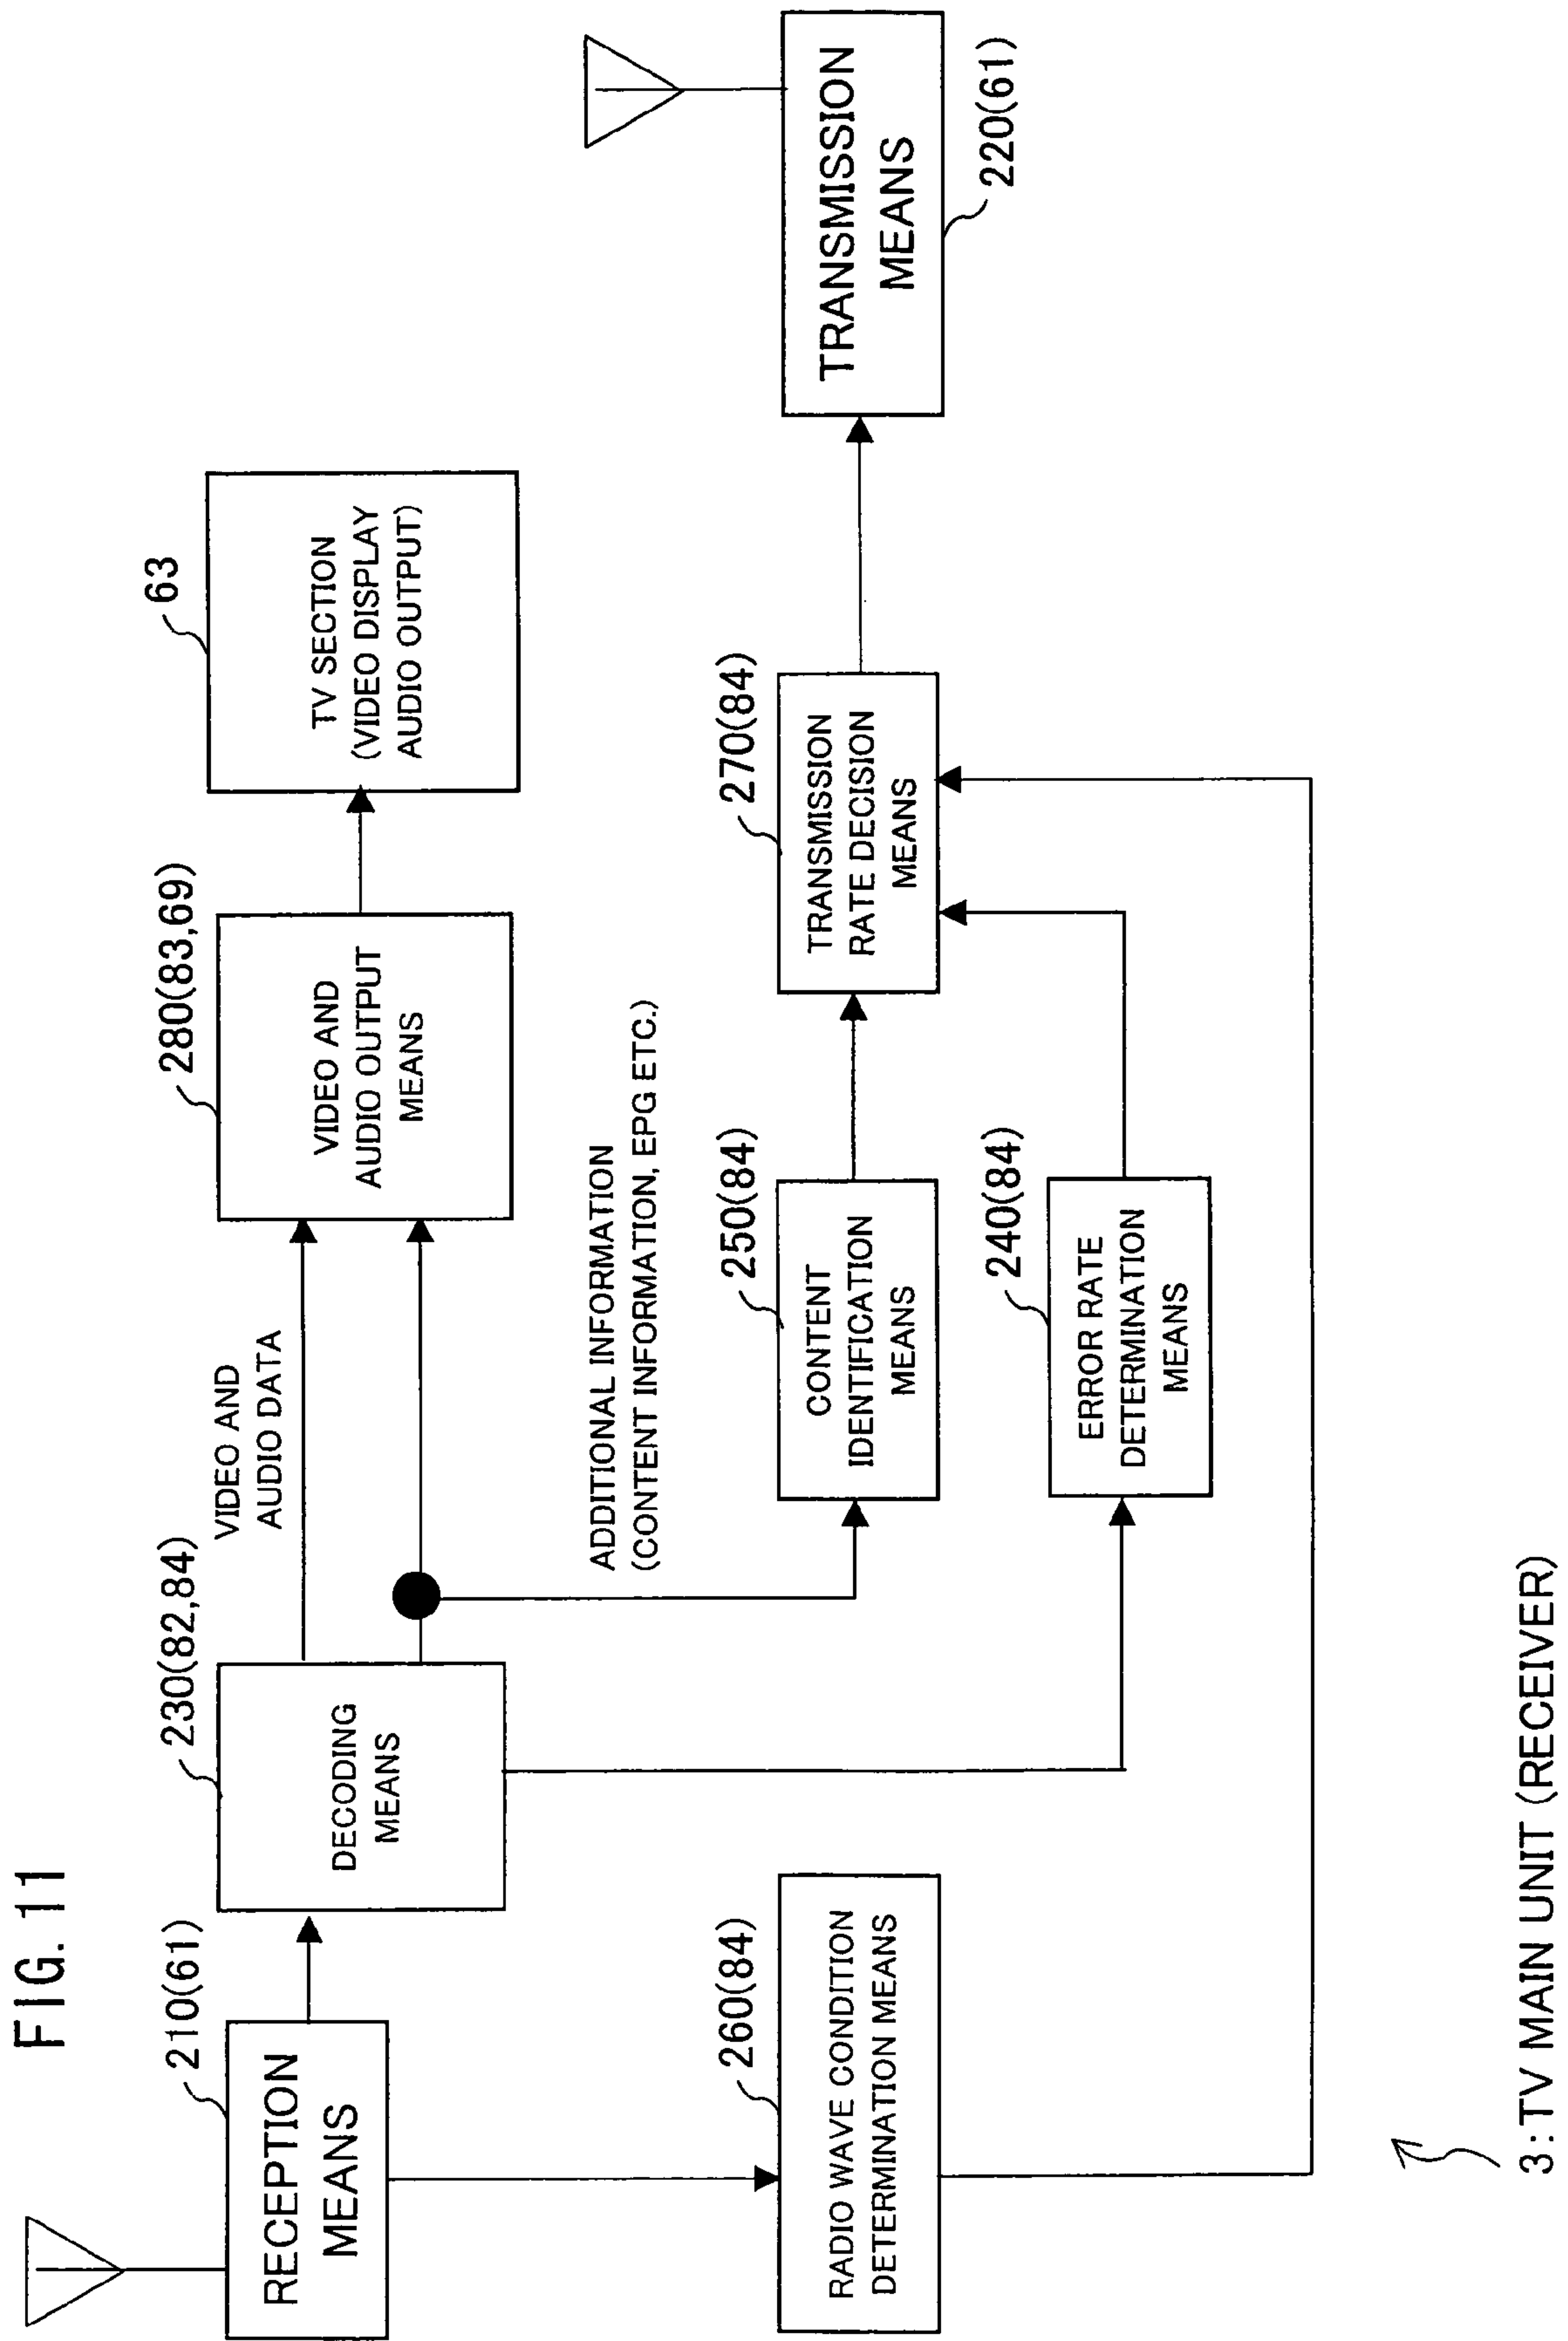 FIG. 11
210(61)
RECEPTION
MEANS
230(82,84)
DECODING
MEANS
VIDEO AND
AUDIO DATA
280(83,69)
VIDEO AND
AUDIO OUTPUT
MEANS
63
TV SECTION
(VIDEO DISPLAY
AUDIO OUTPUT)
ADDITIONAL INFORMATION
(CONTENT INFORMATION, EPG ETC.)
260(84)
RADIO WAVE CONDITION
DETERMINATION MEANS
250(84)
CONTENT
IDENTIFICATION
MEANS
240(84)
ERROR RATE
DETERMINATION
MEANS
270(84)
TRANSMISSION
RATE DECISION
MEANS
TRANSMISSION
MEANS
220(61)
3:TV MAIN UNIT (RECEIVER)